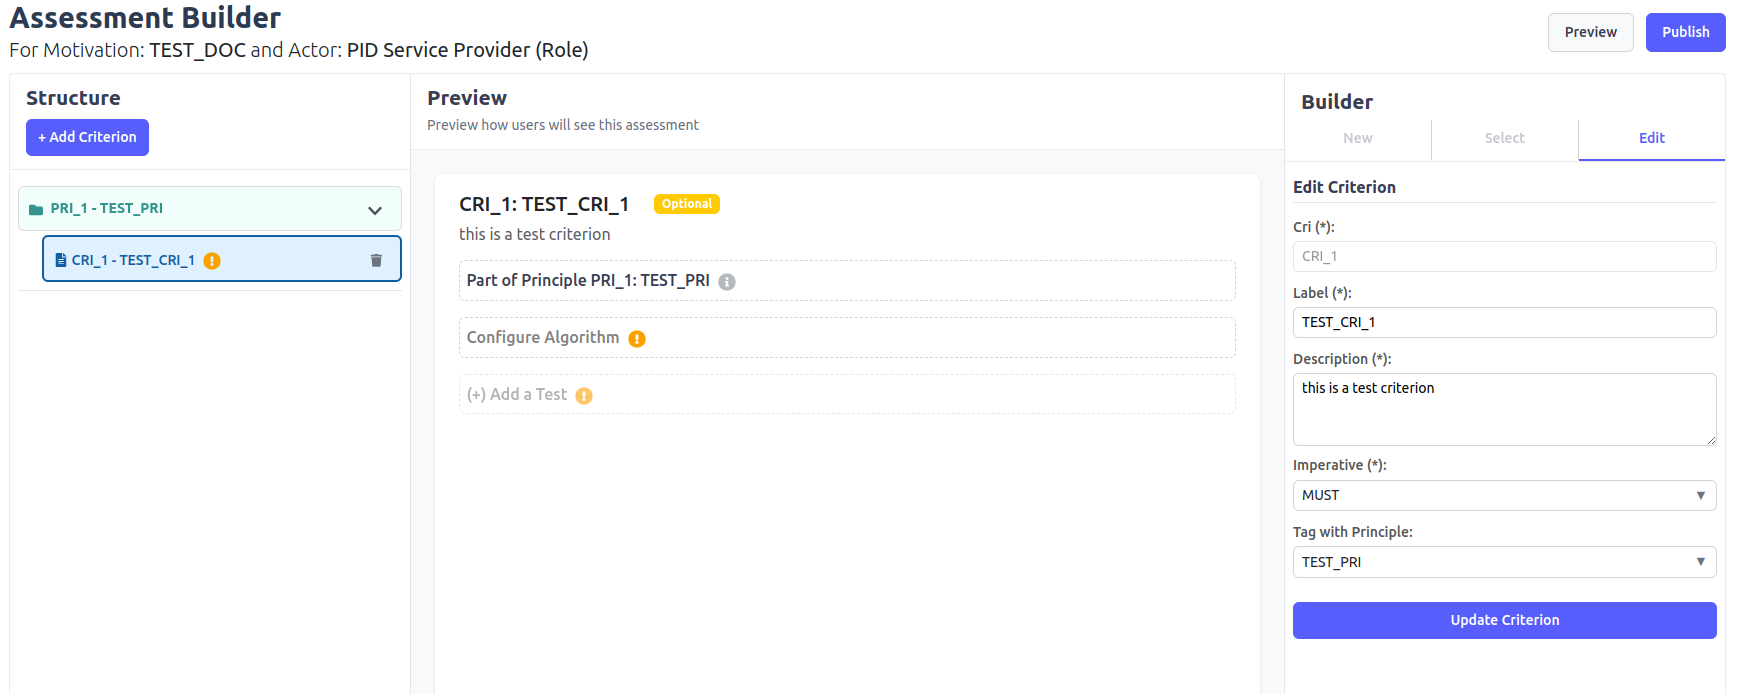 Assessment Builder
For Motivation: TEST_DOC and Actor: PID Service Provider (Role)
Preview
Publish
Structure
+ Add Criterion
PRI_1 - TEST_PRI
CRI_1 - TEST_CRI_1
Preview
Preview how users will see this assessment
CRI_1: TEST_CRI_1
Optional
this is a test criterion
Part of Principle PRI_1: TEST_PRI
Configure Algorithm
(+) Add a Test
Builder
New
Select
Edit
Edit Criterion
Cri (*):
CRI_1
Label (*):
TEST_CRI_1
Description (*):
this is a test criterion
Imperative (*):
MUST
Tag with Principle:
TEST_PRI
Update Criterion